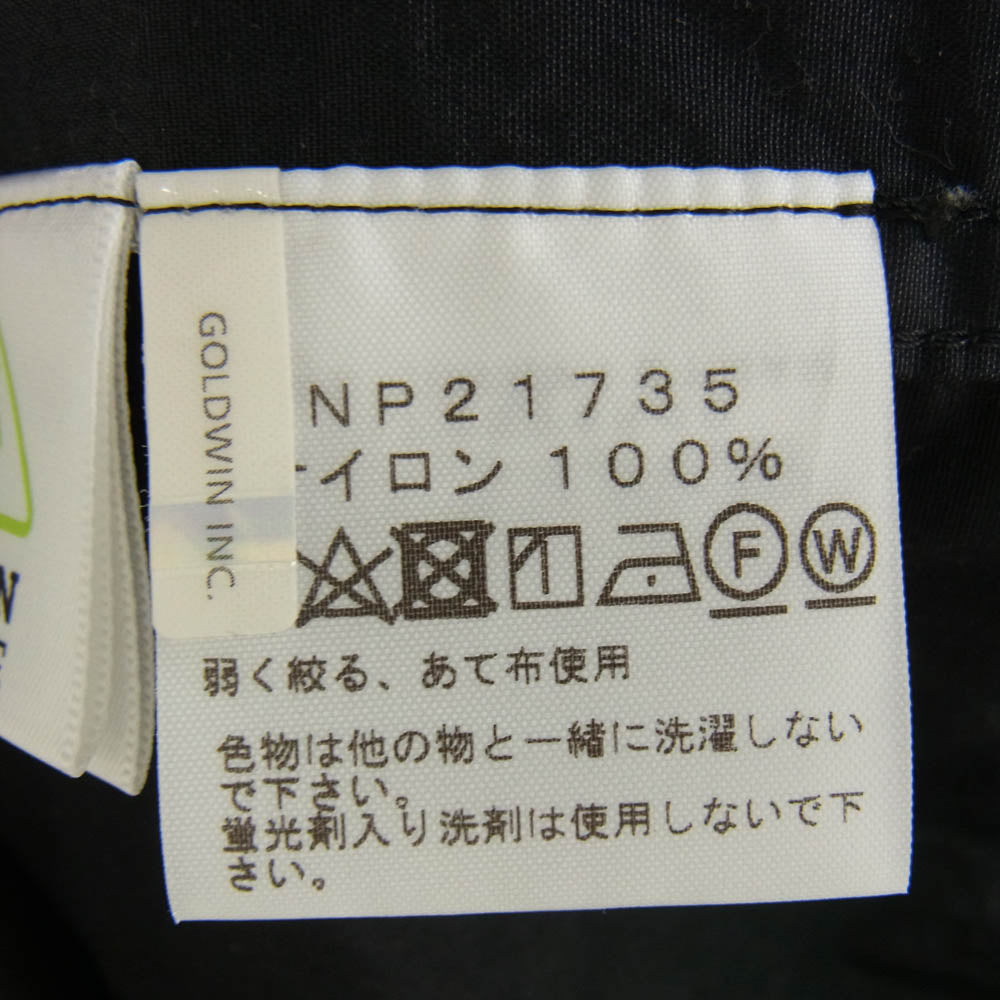 GOLDWIN INC.
NP21735
イロン 100%
F W
弱く絞る、あて布使用
色物は他の物と一緒に洗濯しない
で下さい。
蛍光剤入り洗剤は使用しないで下
さい。